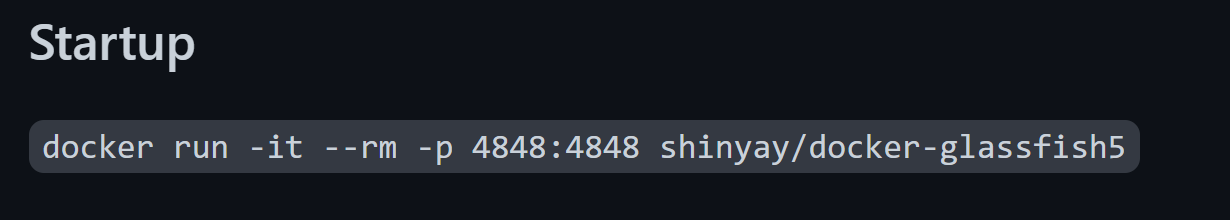 Startup
docker run -it --rm -p 4848:4848 shinyay/docker-glassfish5